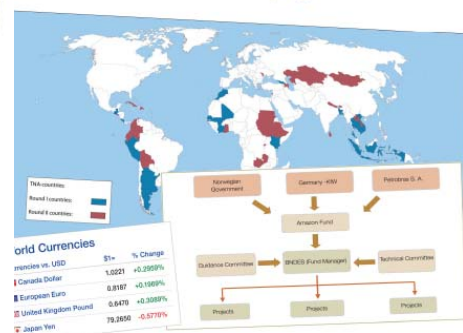 TNA countries:
Round I countries:
Round II countries:
Norwegian
Government
Germany -KfW
Petrobras S. A.
Amazon Fund
Guidance Committee
BNDES (Fund Manager)
Technical Committee
Projects
Projects
Projects
orld Currencies
rrencies vs. USD
$1=
% Change
Canada Dollar
1.0221
+0.2959%
European Euro
0.8187
+0.1989%
United Kingdom Pound
0.6470
+0.3088%
Japan Yen
79.2650
-0.5770%